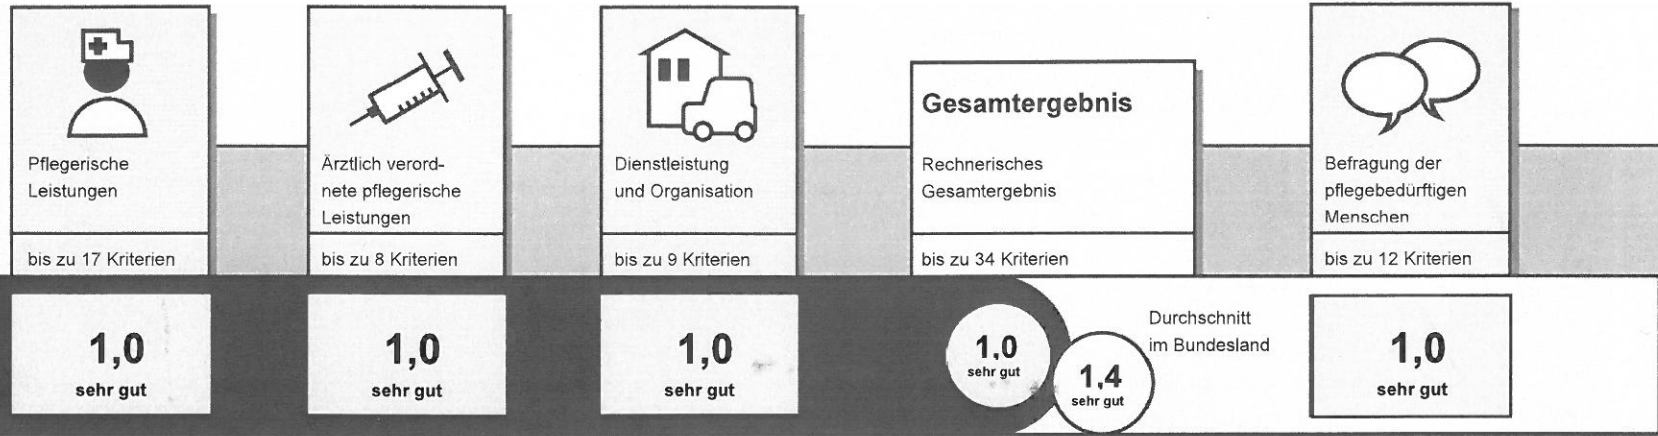 Pflegerische
Leistungen
bis zu 17 Kriterien
1,0
sehr gut
Ärztlich verord-
nete pflegerische
Leistungen
bis zu 8 Kriterien
1,0
sehr gut
Dienstleistung
und Organisation
bis zu 9 Kriterien
1,0
sehr gut
Gesamtergebnis
Rechnerisches
Gesamtergebnis
bis zu 34 Kriterien
1,0
sehr gut
1,4
sehr gut
Durchschnitt
im Bundesland
Befragung der
pflegebedürftigen
Menschen
bis zu 12 Kriterien
1,0
sehr gut